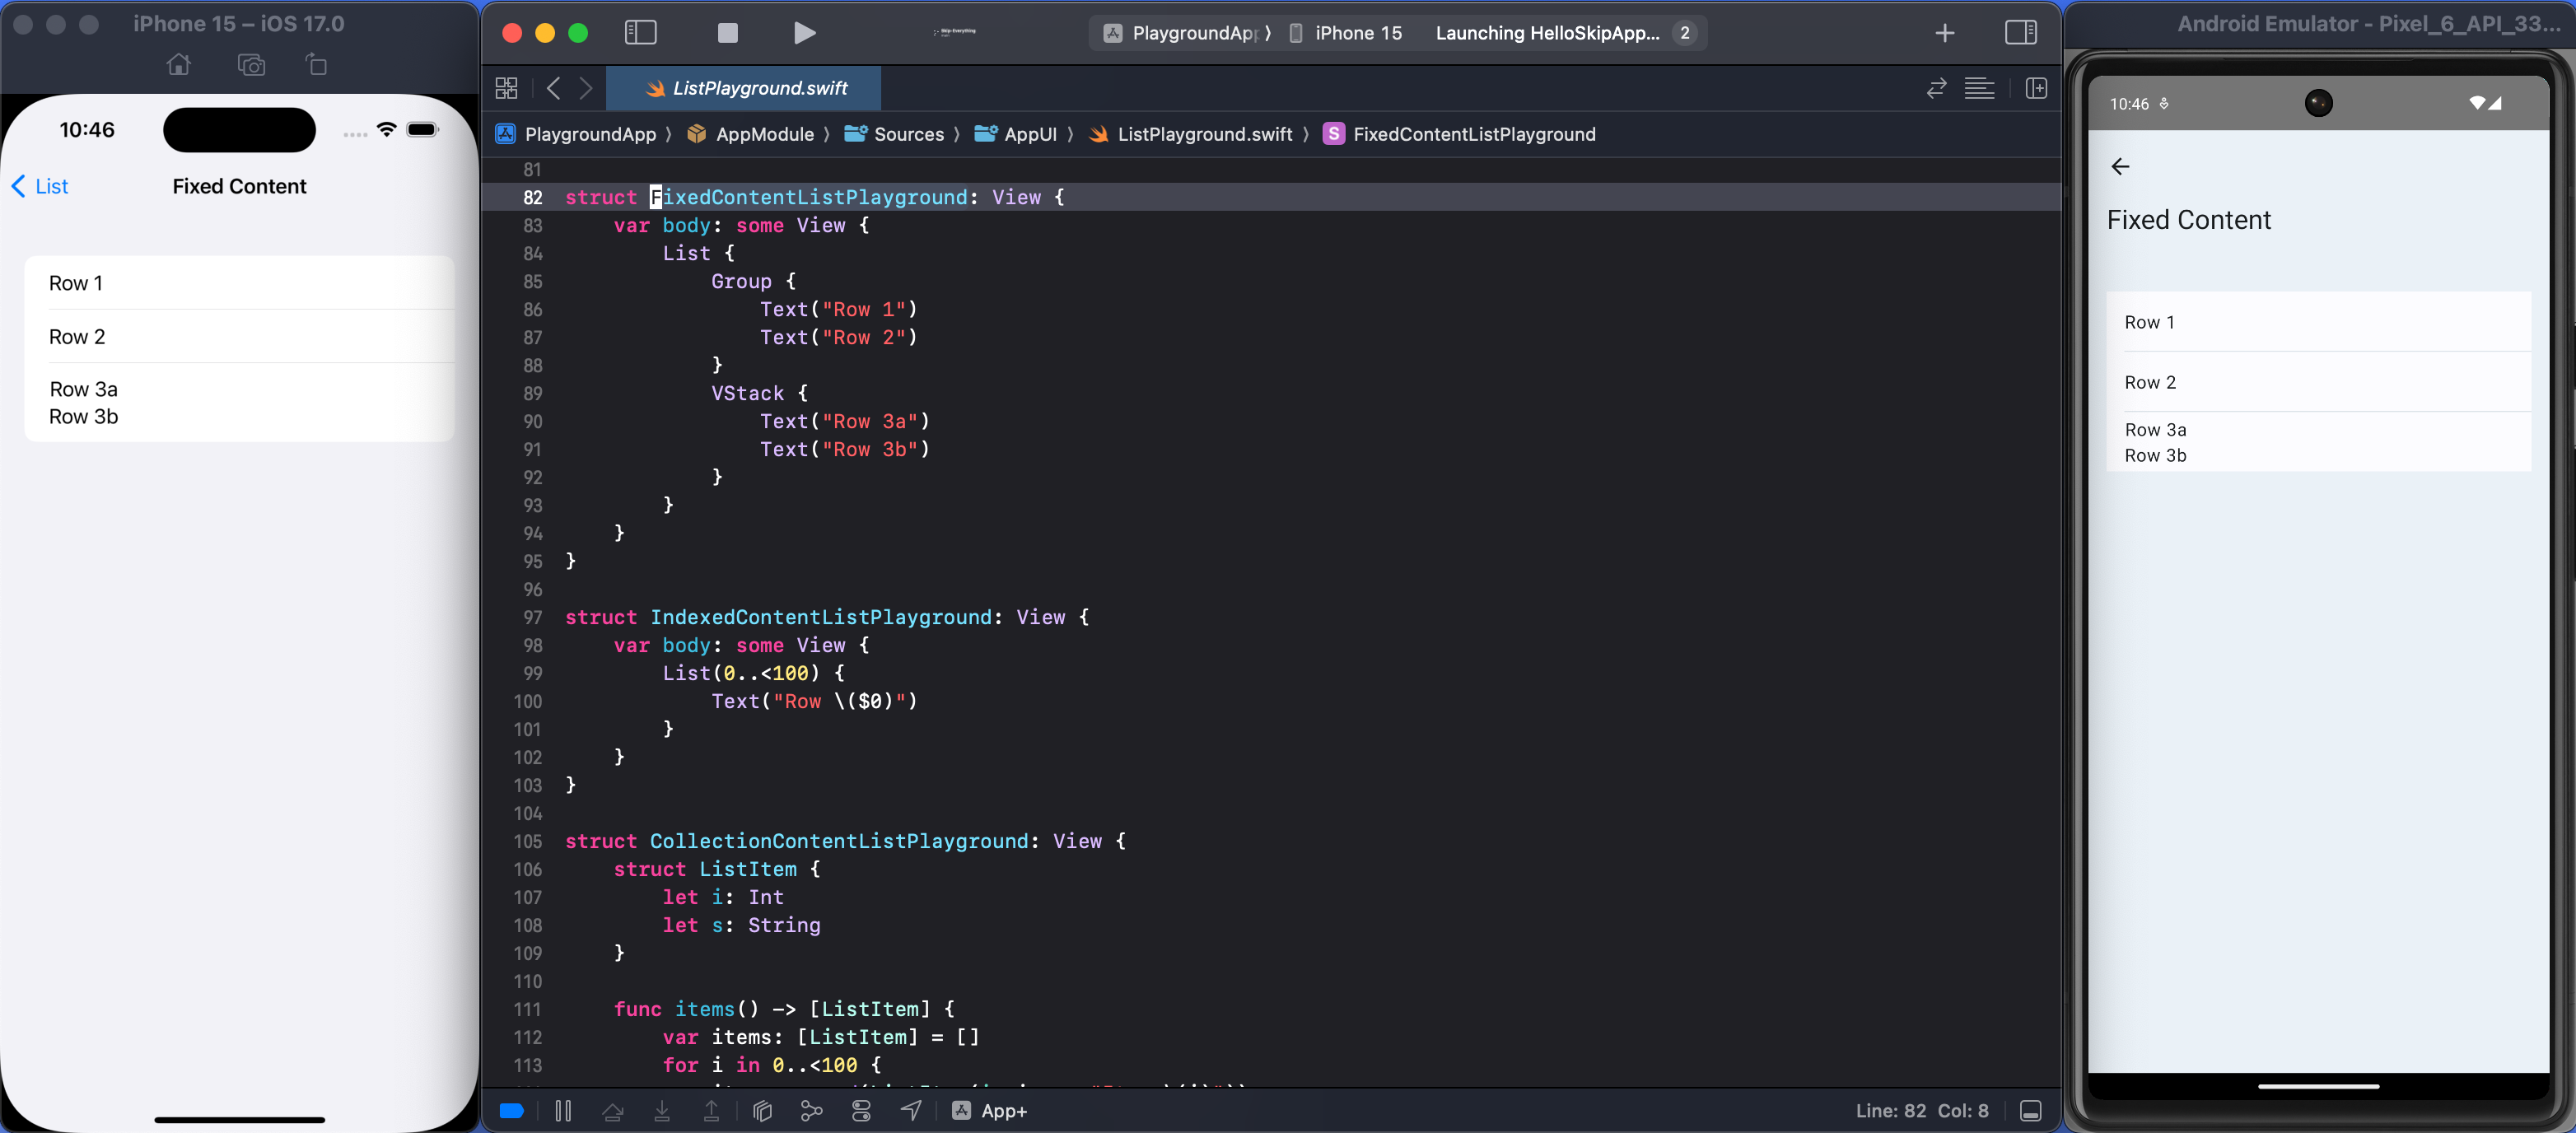 iPhone 15 – iOS 17.0
10:46
List
Fixed Content
Row 1
Row 2
Row 3a
Row 3b
PlaygroundApp ⟩ iPhone 15
Launching HelloSkipApp... 2
ListPlayground.swift
PlaygroundApp ⟩ AppModule ⟩ Sources ⟩ AppUI ⟩ ListPlayground.swift ⟩ S FixedContentListPlayground
81
82 struct FixedContentListPlayground: View {
83     var body: some View {
84         List {
85             Group {
86                 Text("Row 1")
87                 Text("Row 2")
88             }
89             VStack {
90                 Text("Row 3a")
91                 Text("Row 3b")
92             }
93         }
94     }
95 }
96
97 struct IndexedContentListPlayground: View {
98     var body: some View {
99         List(0..<100) {
100             Text("Row \($0)")
101         }
102     }
103 }
104
105 struct CollectionContentListPlayground: View {
106     struct ListItem {
107         let i: Int
108         let s: String
109     }
110
111     func items() -> [ListItem] {
112         var items: [ListItem] = []
113         for i in 0..<100 {
App+
Line: 82 Col: 8
Android Emulator - Pixel_6_API_33...
10:46
Fixed Content
Row 1
Row 2
Row 3a
Row 3b